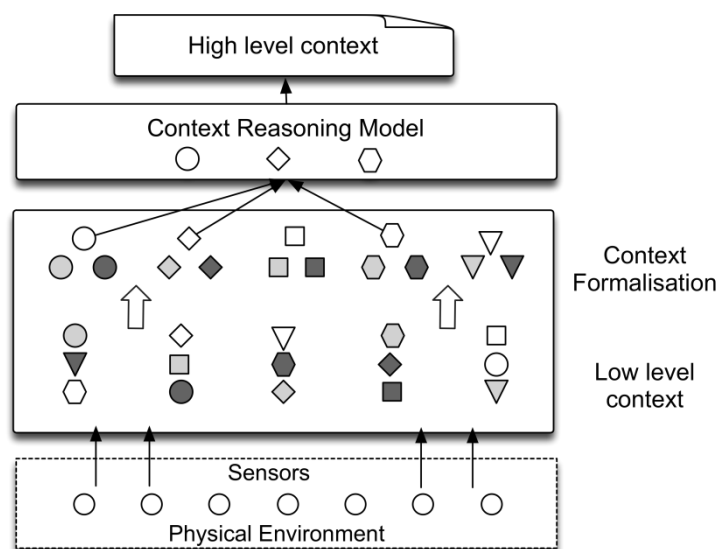 High level context
Context Reasoning Model
Context
Formalisation
Low level
context
Sensors
Physical Environment